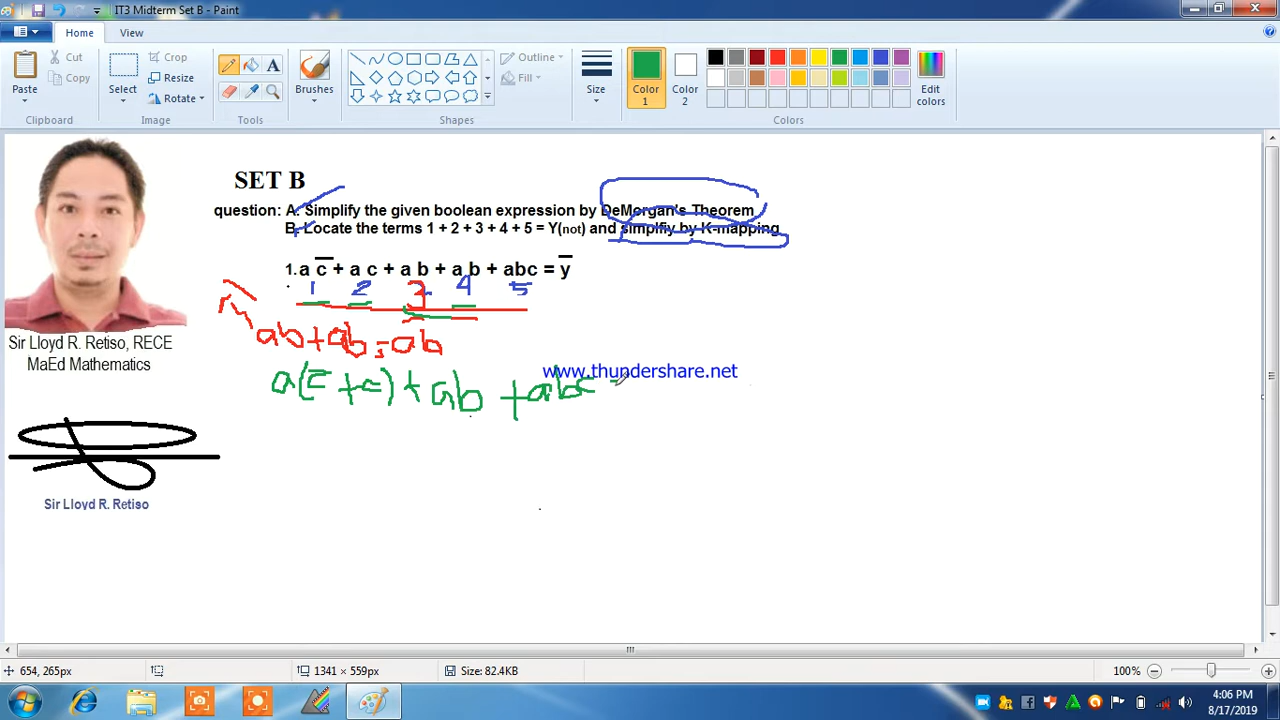 IT3 Midterm Set B - Paint
Home View
Paste Cut Copy Select Crop Resize Rotate Brushes Outline Fill Size Color 1 Color 2 Edit colors
Clipboard Image Tools Shapes Colors
SET B
question: A. Simplify the given boolean expression by DeMorgan's Theorem
B. Locate the terms 1 + 2 + 3 + 4 + 5 = Y(not) and simplfiy by K-mapping
1. a c̅ + a c + a b + a b + abc = y̅
1 2 3 4 5
ab + ab = ab
a(c̅ + c) + ab + abc =
www.thundershare.net
Sir Lloyd R. Retiso, RECE
MaEd Mathematics
Sir Lloyd R. Retiso
654, 265px 1341 × 559px Size: 82.4KB 100%
4:06 PM
8/17/2019